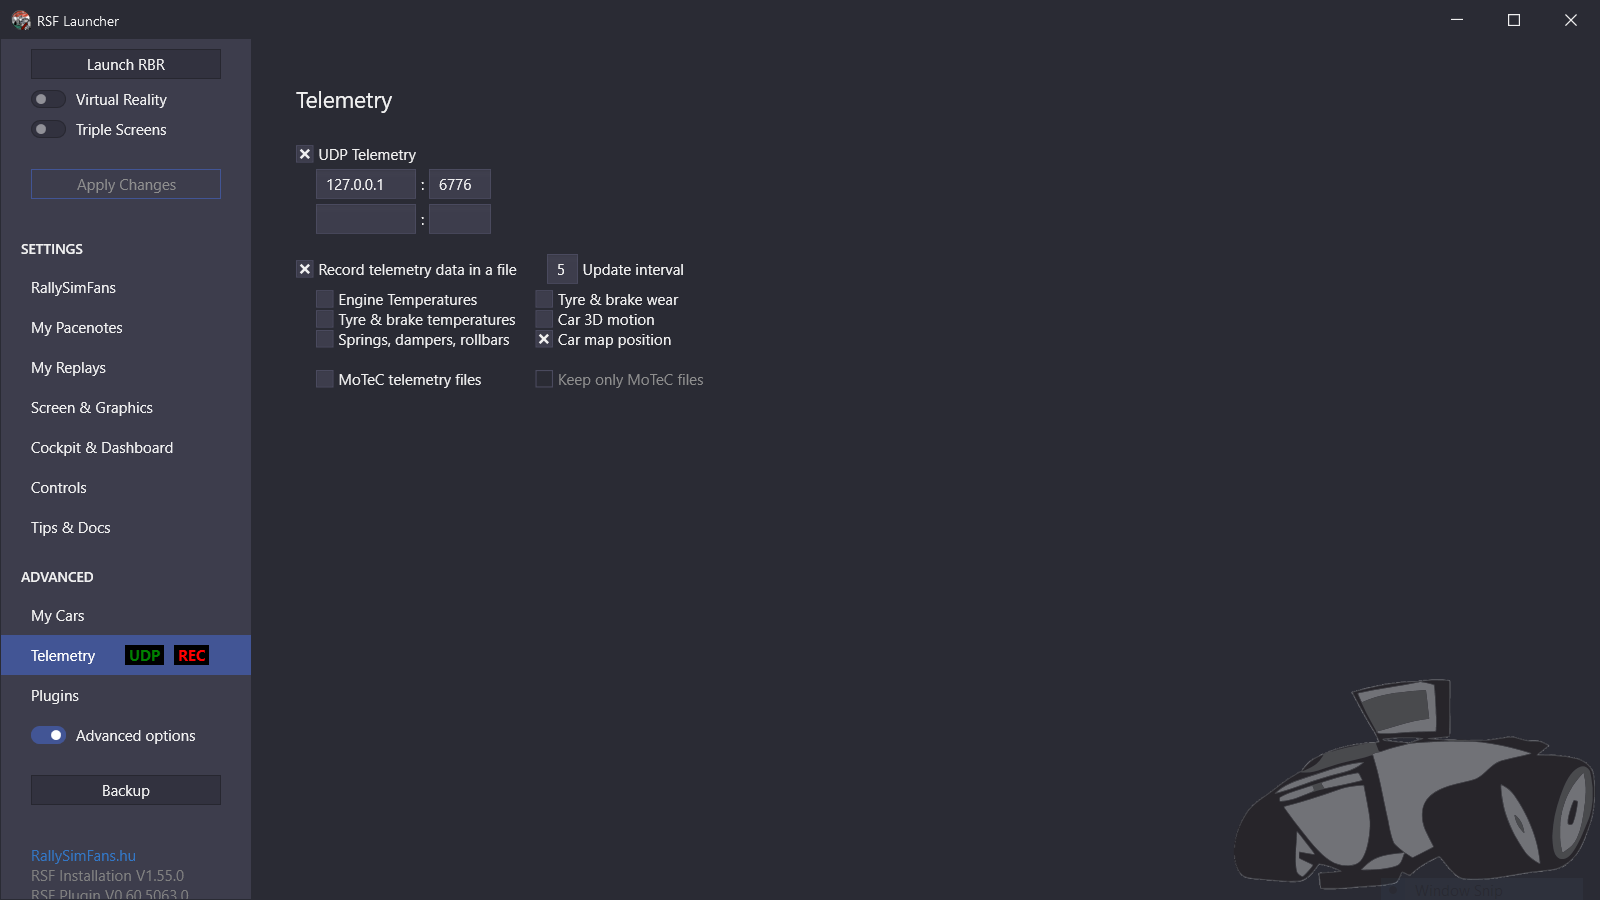 RSF Launcher
Launch RBR
Virtual Reality
Triple Screens
Apply Changes
SETTINGS
RallySimFans
My Pacenotes
My Replays
Screen & Graphics
Cockpit & Dashboard
Controls
Tips & Docs
ADVANCED
My Cars
Telemetry UDP REC
Plugins
Advanced options
Backup
RallySimFans.hu
RSF Installation V1.55.0
RSF Plugin V0.60.5063.0
Telemetry
UDP Telemetry
127.0.0.1 : 6776
:
Record telemetry data in a file 5 Update interval
Engine Temperatures Tyre & brake wear
Tyre & brake temperatures Car 3D motion
Springs, dampers, rollbars Car map position
MoTeC telemetry files Keep only MoTeC files
Window Snip